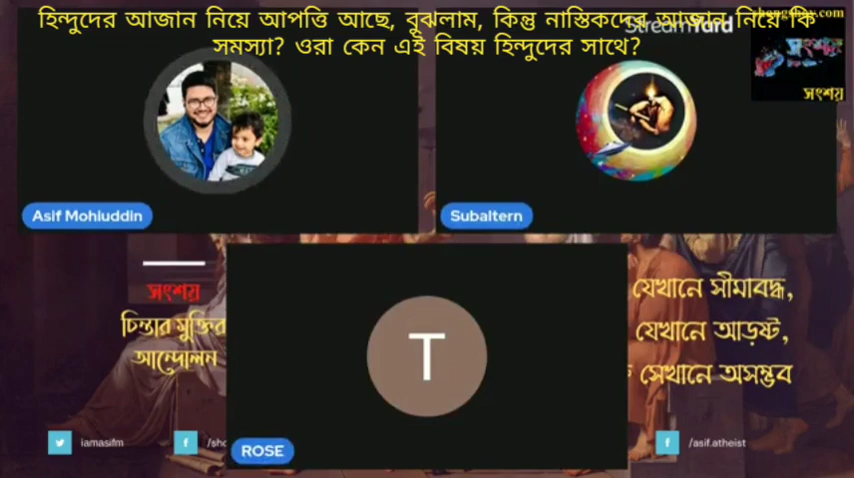 হিন্দুদের আজান নিয়ে আপত্তি আছে, বুঝলাম, কিন্তু নাস্তিকদের আজান নিয়ে কি
সমস্যা? ওরা কেন এই বিষয় হিন্দুদের সাথে?
StreamYard
সংশয়
Asif Mohiuddin
Subaltern
সংশয়
চিন্তার মুক্তির
আন্দোলন
যেখানে সীমাবদ্ধ,
যেখানে আড়ষ্ট,
সেখানে অসম্ভব
T
ROSE
iamasifm
/asif.atheist